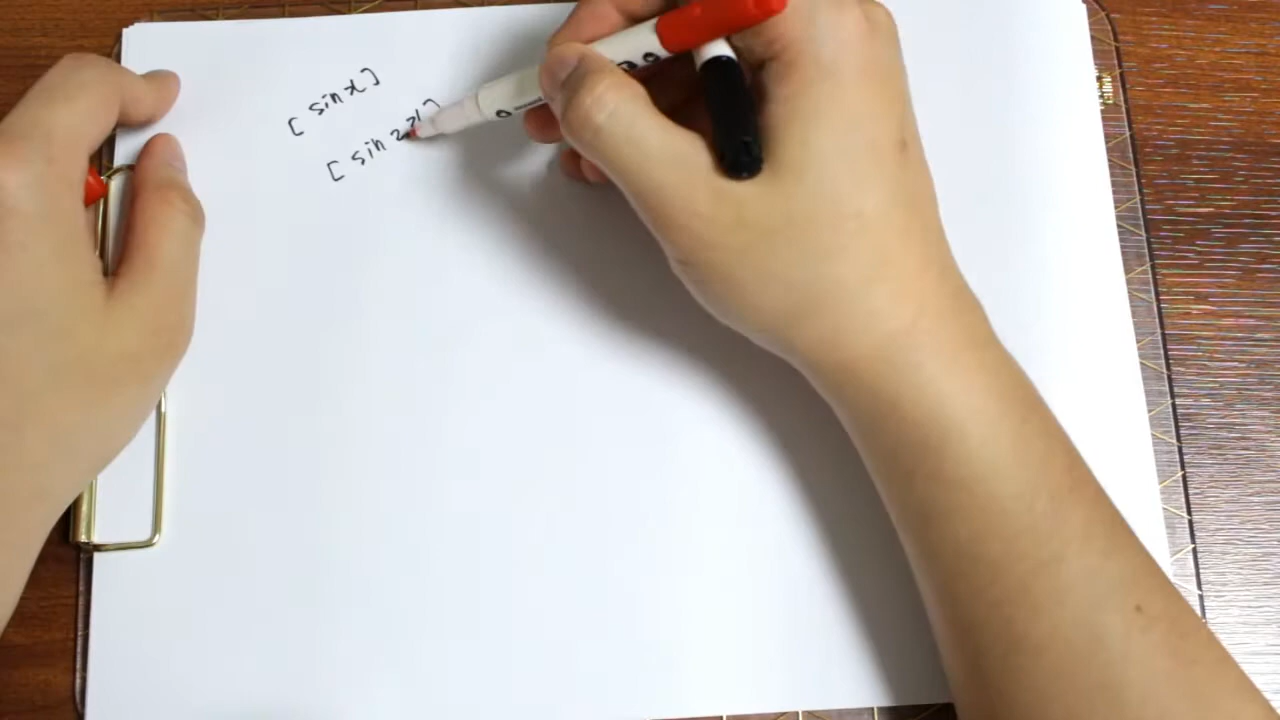 [ sin x ]
[ sin 2x ]